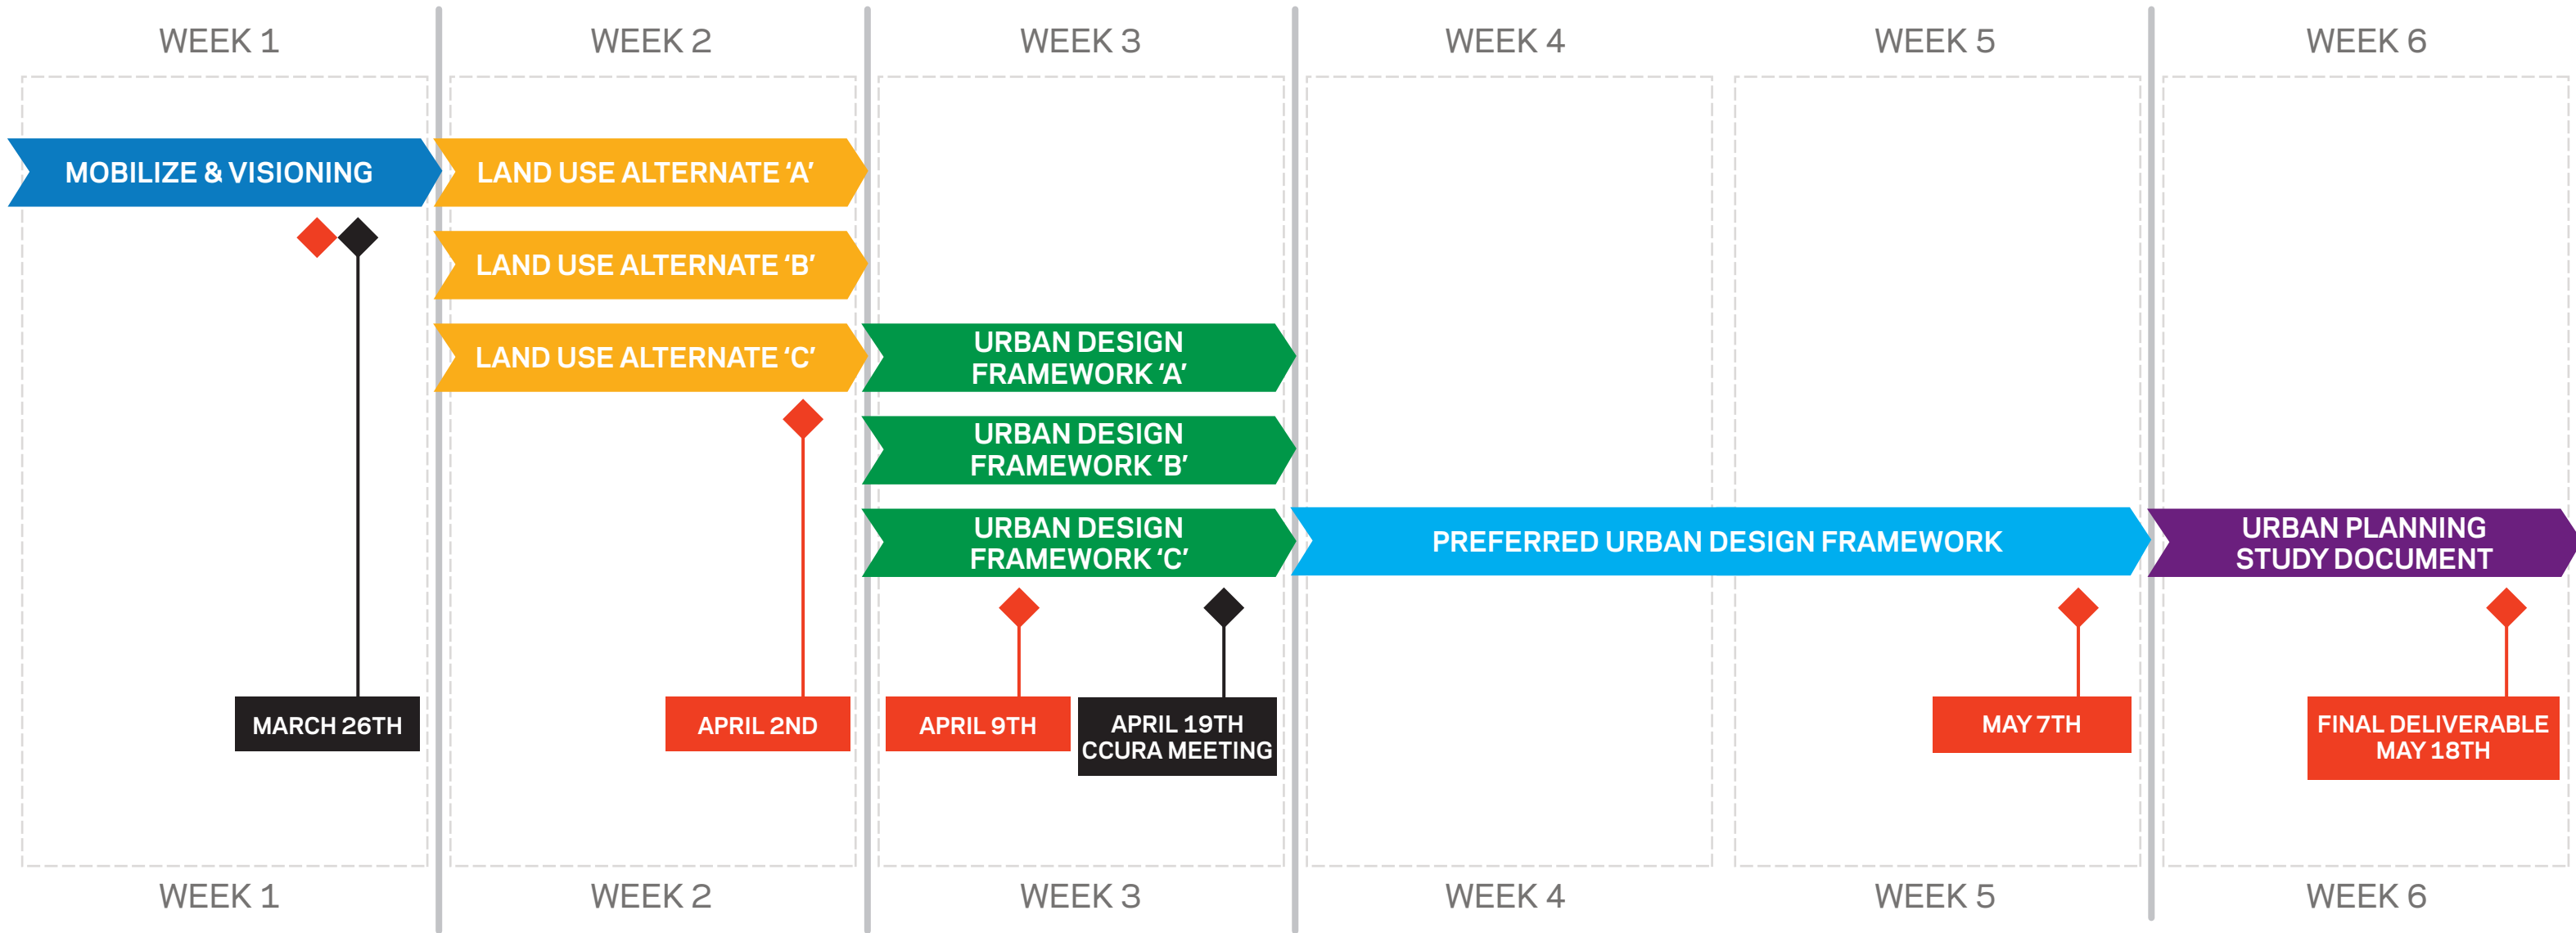 WEEK 1
WEEK 2
WEEK 3
WEEK 4
WEEK 5
WEEK 6
MOBILIZE & VISIONING
LAND USE ALTERNATE ‘A’
LAND USE ALTERNATE ‘B’
LAND USE ALTERNATE ‘C’
URBAN DESIGN
FRAMEWORK ‘A’
URBAN DESIGN
FRAMEWORK ‘B’
URBAN DESIGN
FRAMEWORK ‘C’
PREFERRED URBAN DESIGN FRAMEWORK
URBAN PLANNING
STUDY DOCUMENT
MARCH 26TH
APRIL 2ND
APRIL 9TH
APRIL 19TH
CCURA MEETING
MAY 7TH
FINAL DELIVERABLE
MAY 18TH
WEEK 1
WEEK 2
WEEK 3
WEEK 4
WEEK 5
WEEK 6